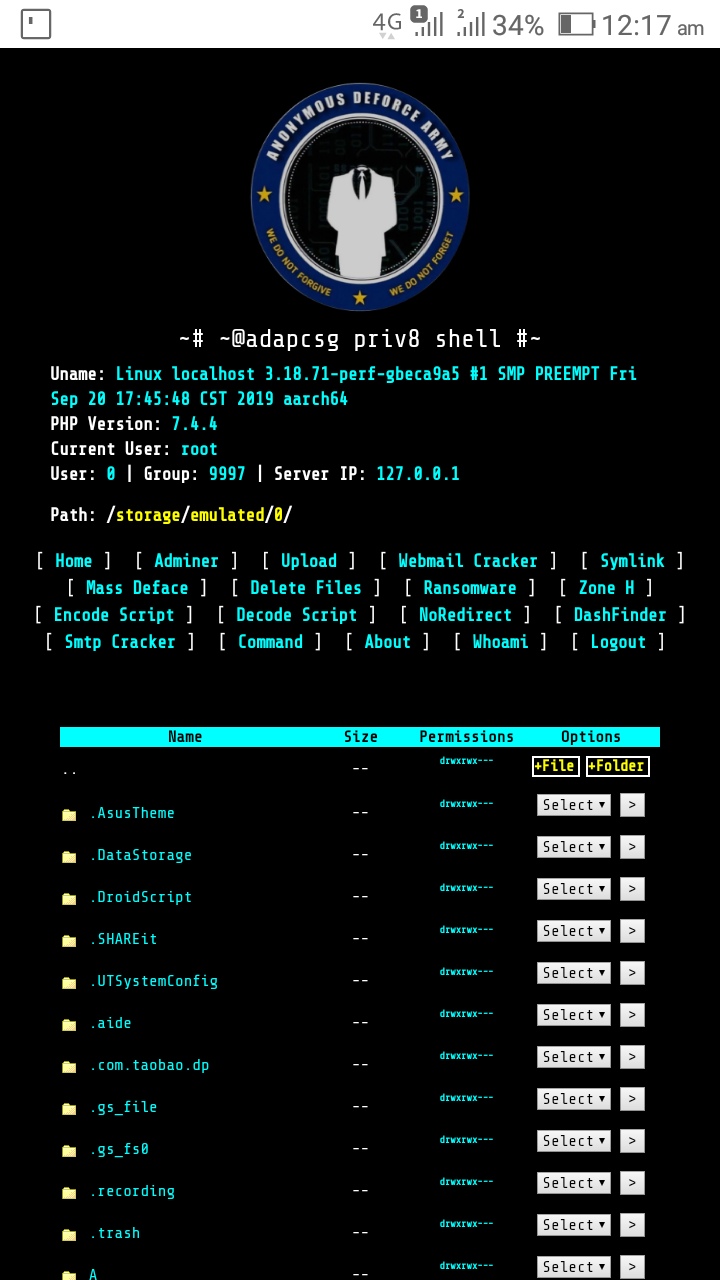 4G 1 2 34% 12:17 am
ANONYMOUS DEFORCE ARMY
WE DO NOT FORGIVE WE DO NOT FORGET
~# ~@adapcsg priv8 shell #~
Uname: Linux localhost 3.18.71-perf-gbeca9a5 #1 SMP PREEMPT Fri
Sep 20 17:45:48 CST 2019 aarch64
PHP Version: 7.4.4
Current User: root
User: 0 | Group: 9997 | Server IP: 127.0.0.1
Path: /storage/emulated/0/
[ Home ] [ Adminer ] [ Upload ] [ Webmail Cracker ] [ Symlink ]
[ Mass Deface ] [ Delete Files ] [ Ransomware ] [ Zone H ]
[ Encode Script ] [ Decode Script ] [ NoRedirect ] [ DashFinder ]
[ Smtp Cracker ] [ Command ] [ About ] [ Whoami ] [ Logout ]
Name Size Permissions Options
.. -- drwxrwx--- +File +Folder
.AsusTheme -- drwxrwx--- Select >
.DataStorage -- drwxrwx--- Select >
.DroidScript -- drwxrwx--- Select >
.SHAREit -- drwxrwx--- Select >
.UTSystemConfig -- drwxrwx--- Select >
.aide -- drwxrwx--- Select >
.com.taobao.dp -- drwxrwx--- Select >
.gs_file -- drwxrwx--- Select >
.gs_fs0 -- drwxrwx--- Select >
.recording -- drwxrwx--- Select >
.trash -- drwxrwx--- Select >
A -- drwxrwx--- Select >